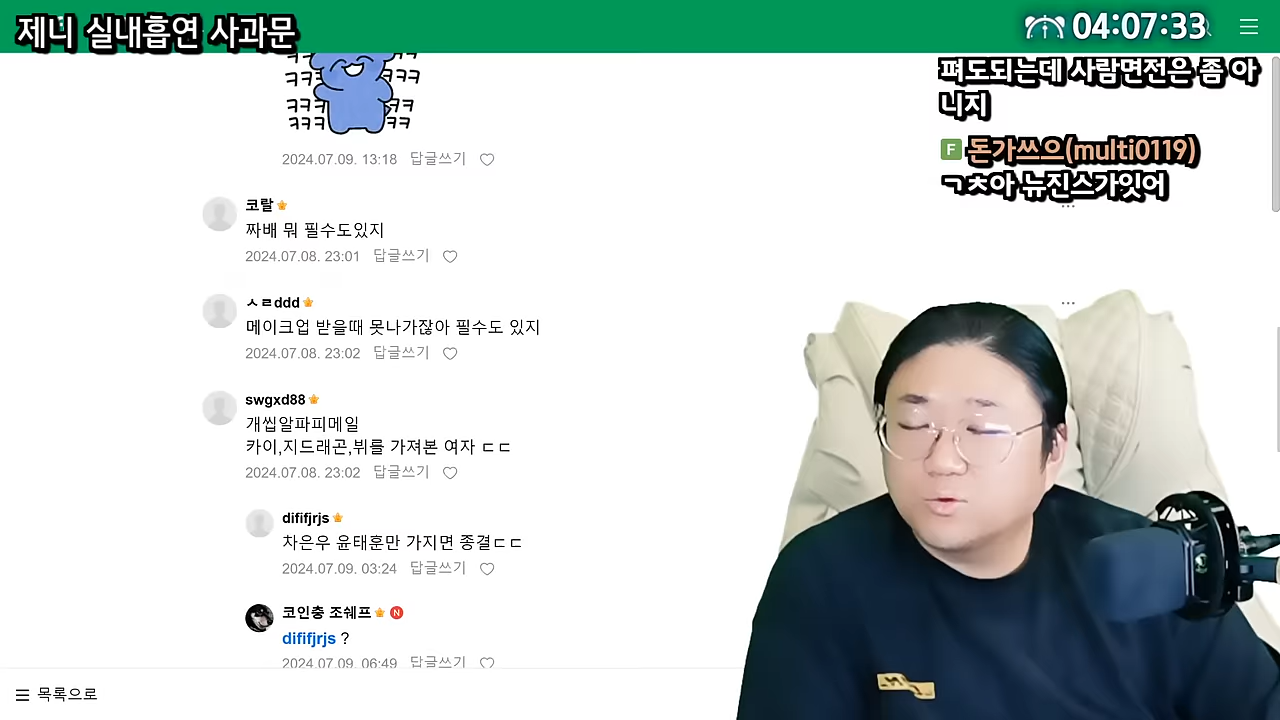 제니 실내흡연 사과문
04:07:33
펴도되는데 사람면전은 좀 아
니지
F 돈가쓰으(multi0119)
ㄱㅊ아 뉴진스가잇어
ㅋㅋㅋ ㅋㅋㅋ
ㅋㅋㅋ ㅋㅋ
ㅋㅋㅋ ㅋㅋ
2024.07.09. 13:18 답글쓰기
코랄
짜배 뭐 필수도있지
2024.07.08. 23:01 답글쓰기
ㅅㄹddd
메이크업 받을때 못나가잖아 필수도 있지
2024.07.08. 23:02 답글쓰기
swgxd88
개씹알파피메일
카이,지드래곤,뷔를 가져본 여자 ㄷㄷ
2024.07.08. 23:02 답글쓰기
dififjrjs
차은우 윤태훈만 가지면 종결ㄷㄷ
2024.07.09. 03:24 답글쓰기
코인충 조쉐프 N
dififjrjs ?
2024.07.09. 06:49 답글쓰기
목록으로